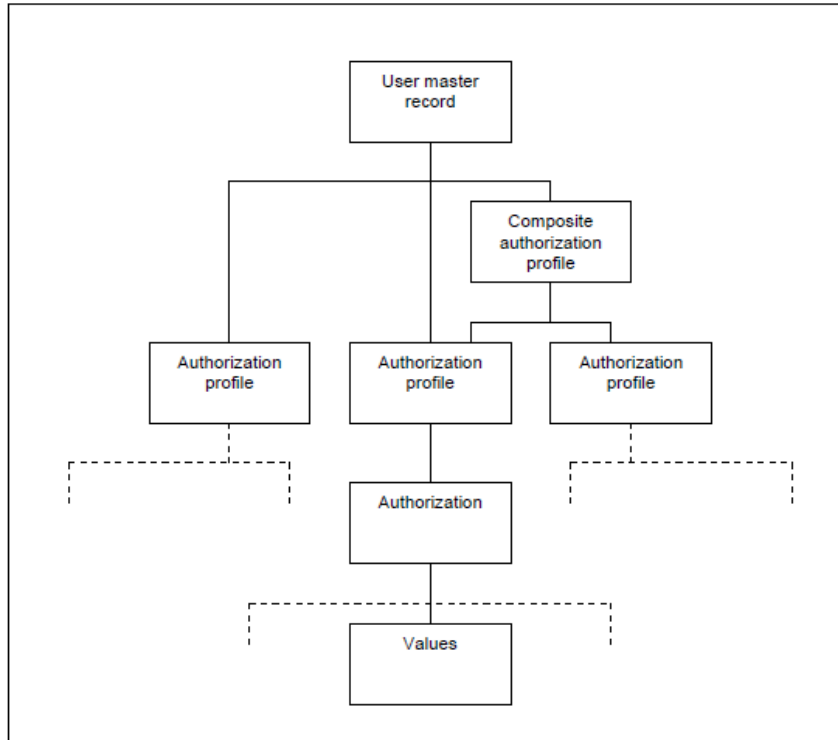 User master
record
Composite
authorization
profile
Authorization
profile
Authorization
profile
Authorization
profile
Authorization
Values